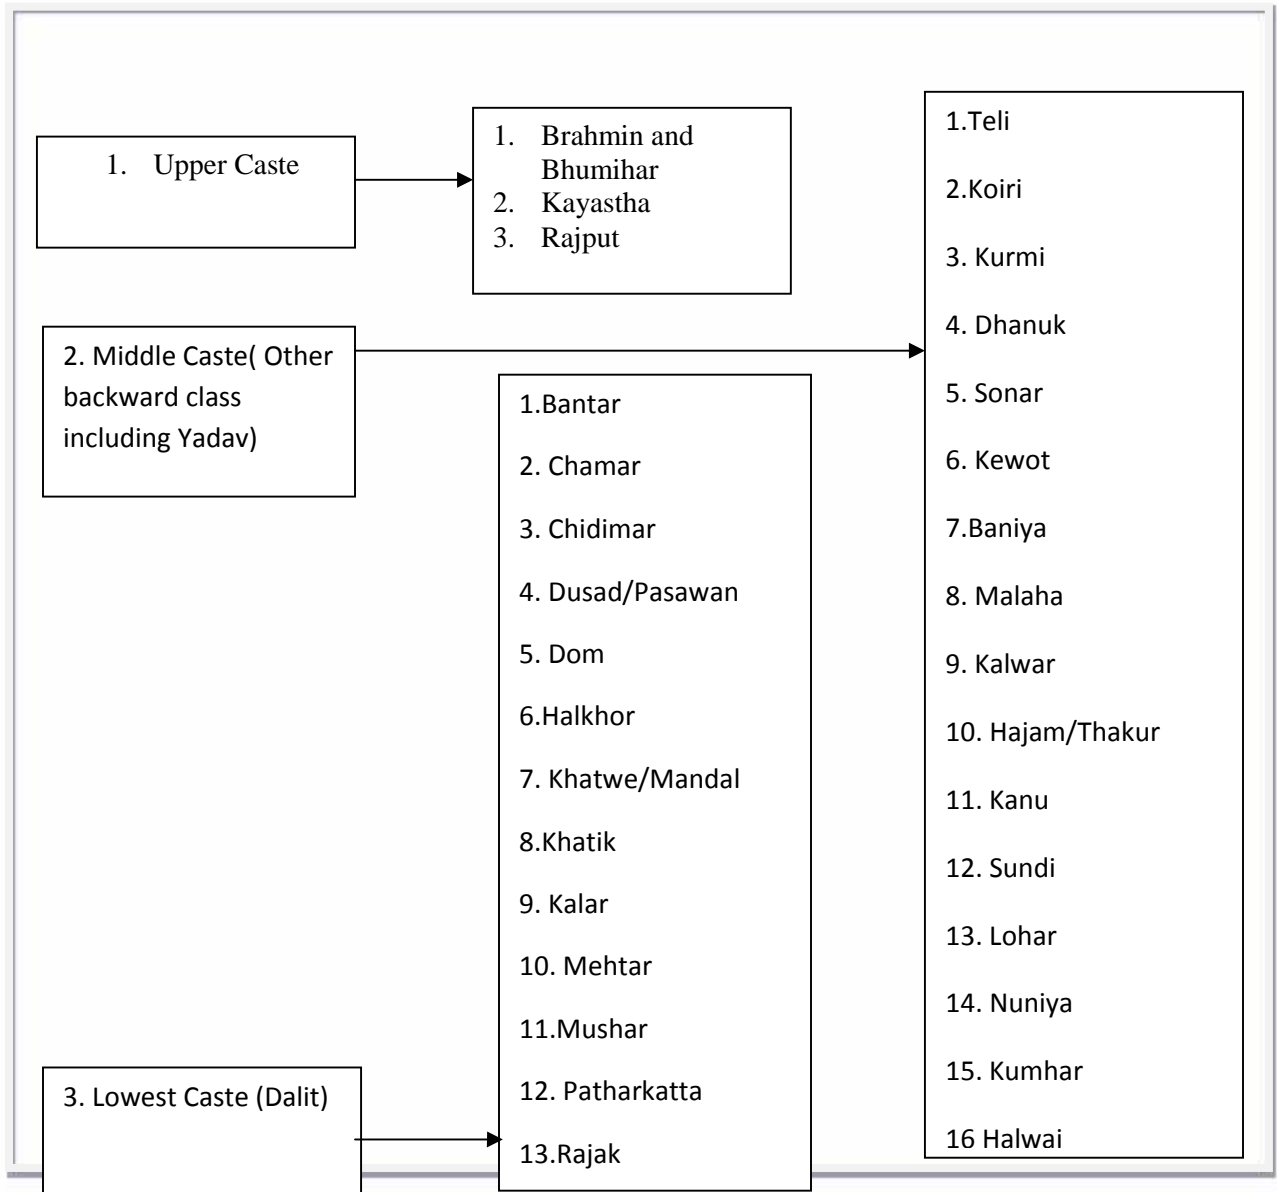 1. Upper Caste
1. Brahmin and
Bhumihar
2. Kayastha
3. Rajput
2. Middle Caste( Other
backward class
including Yadav)
1.Teli
2.Koiri
3. Kurmi
4. Dhanuk
5. Sonar
6. Kewot
7.Baniya
8. Malaha
9. Kalwar
10. Hajam/Thakur
11. Kanu
12. Sundi
13. Lohar
14. Nuniya
15. Kumhar
16 Halwai
3. Lowest Caste (Dalit)
1.Bantar
2. Chamar
3. Chidimar
4. Dusad/Pasawan
5. Dom
6.Halkhor
7. Khatwe/Mandal
8.Khatik
9. Kalar
10. Mehtar
11.Mushar
12. Patharkatta
13.Rajak